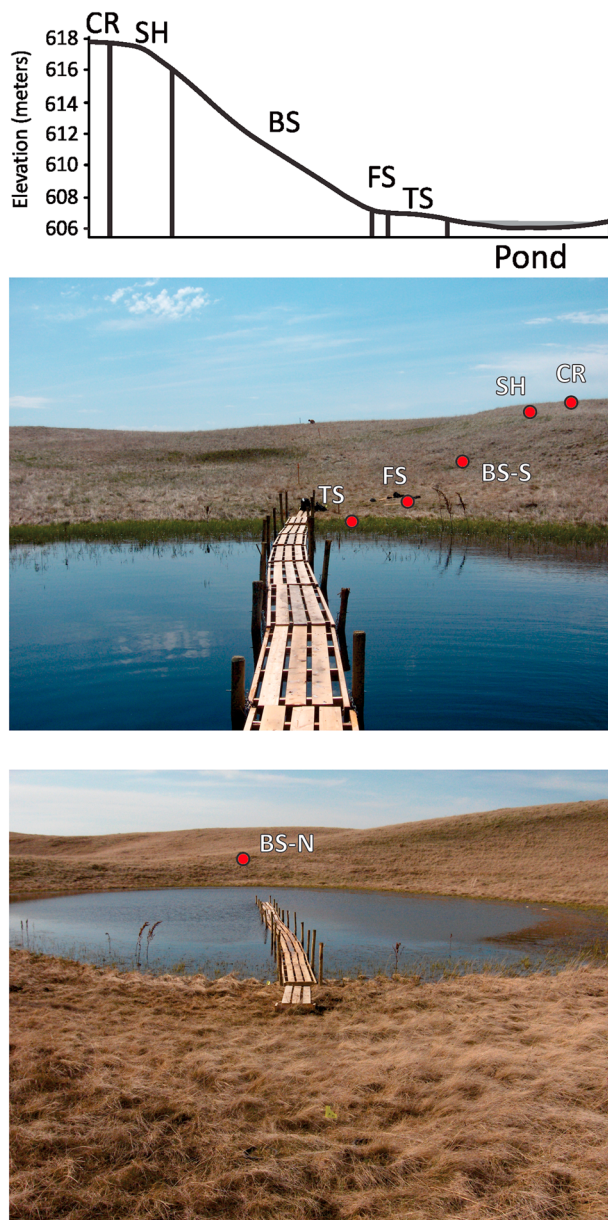 CR
SH
Elevation (meters)
618
616
614
612
610
608
606
BS
FS
TS
Pond
SH
CR
BS-S
FS
TS
BS-N